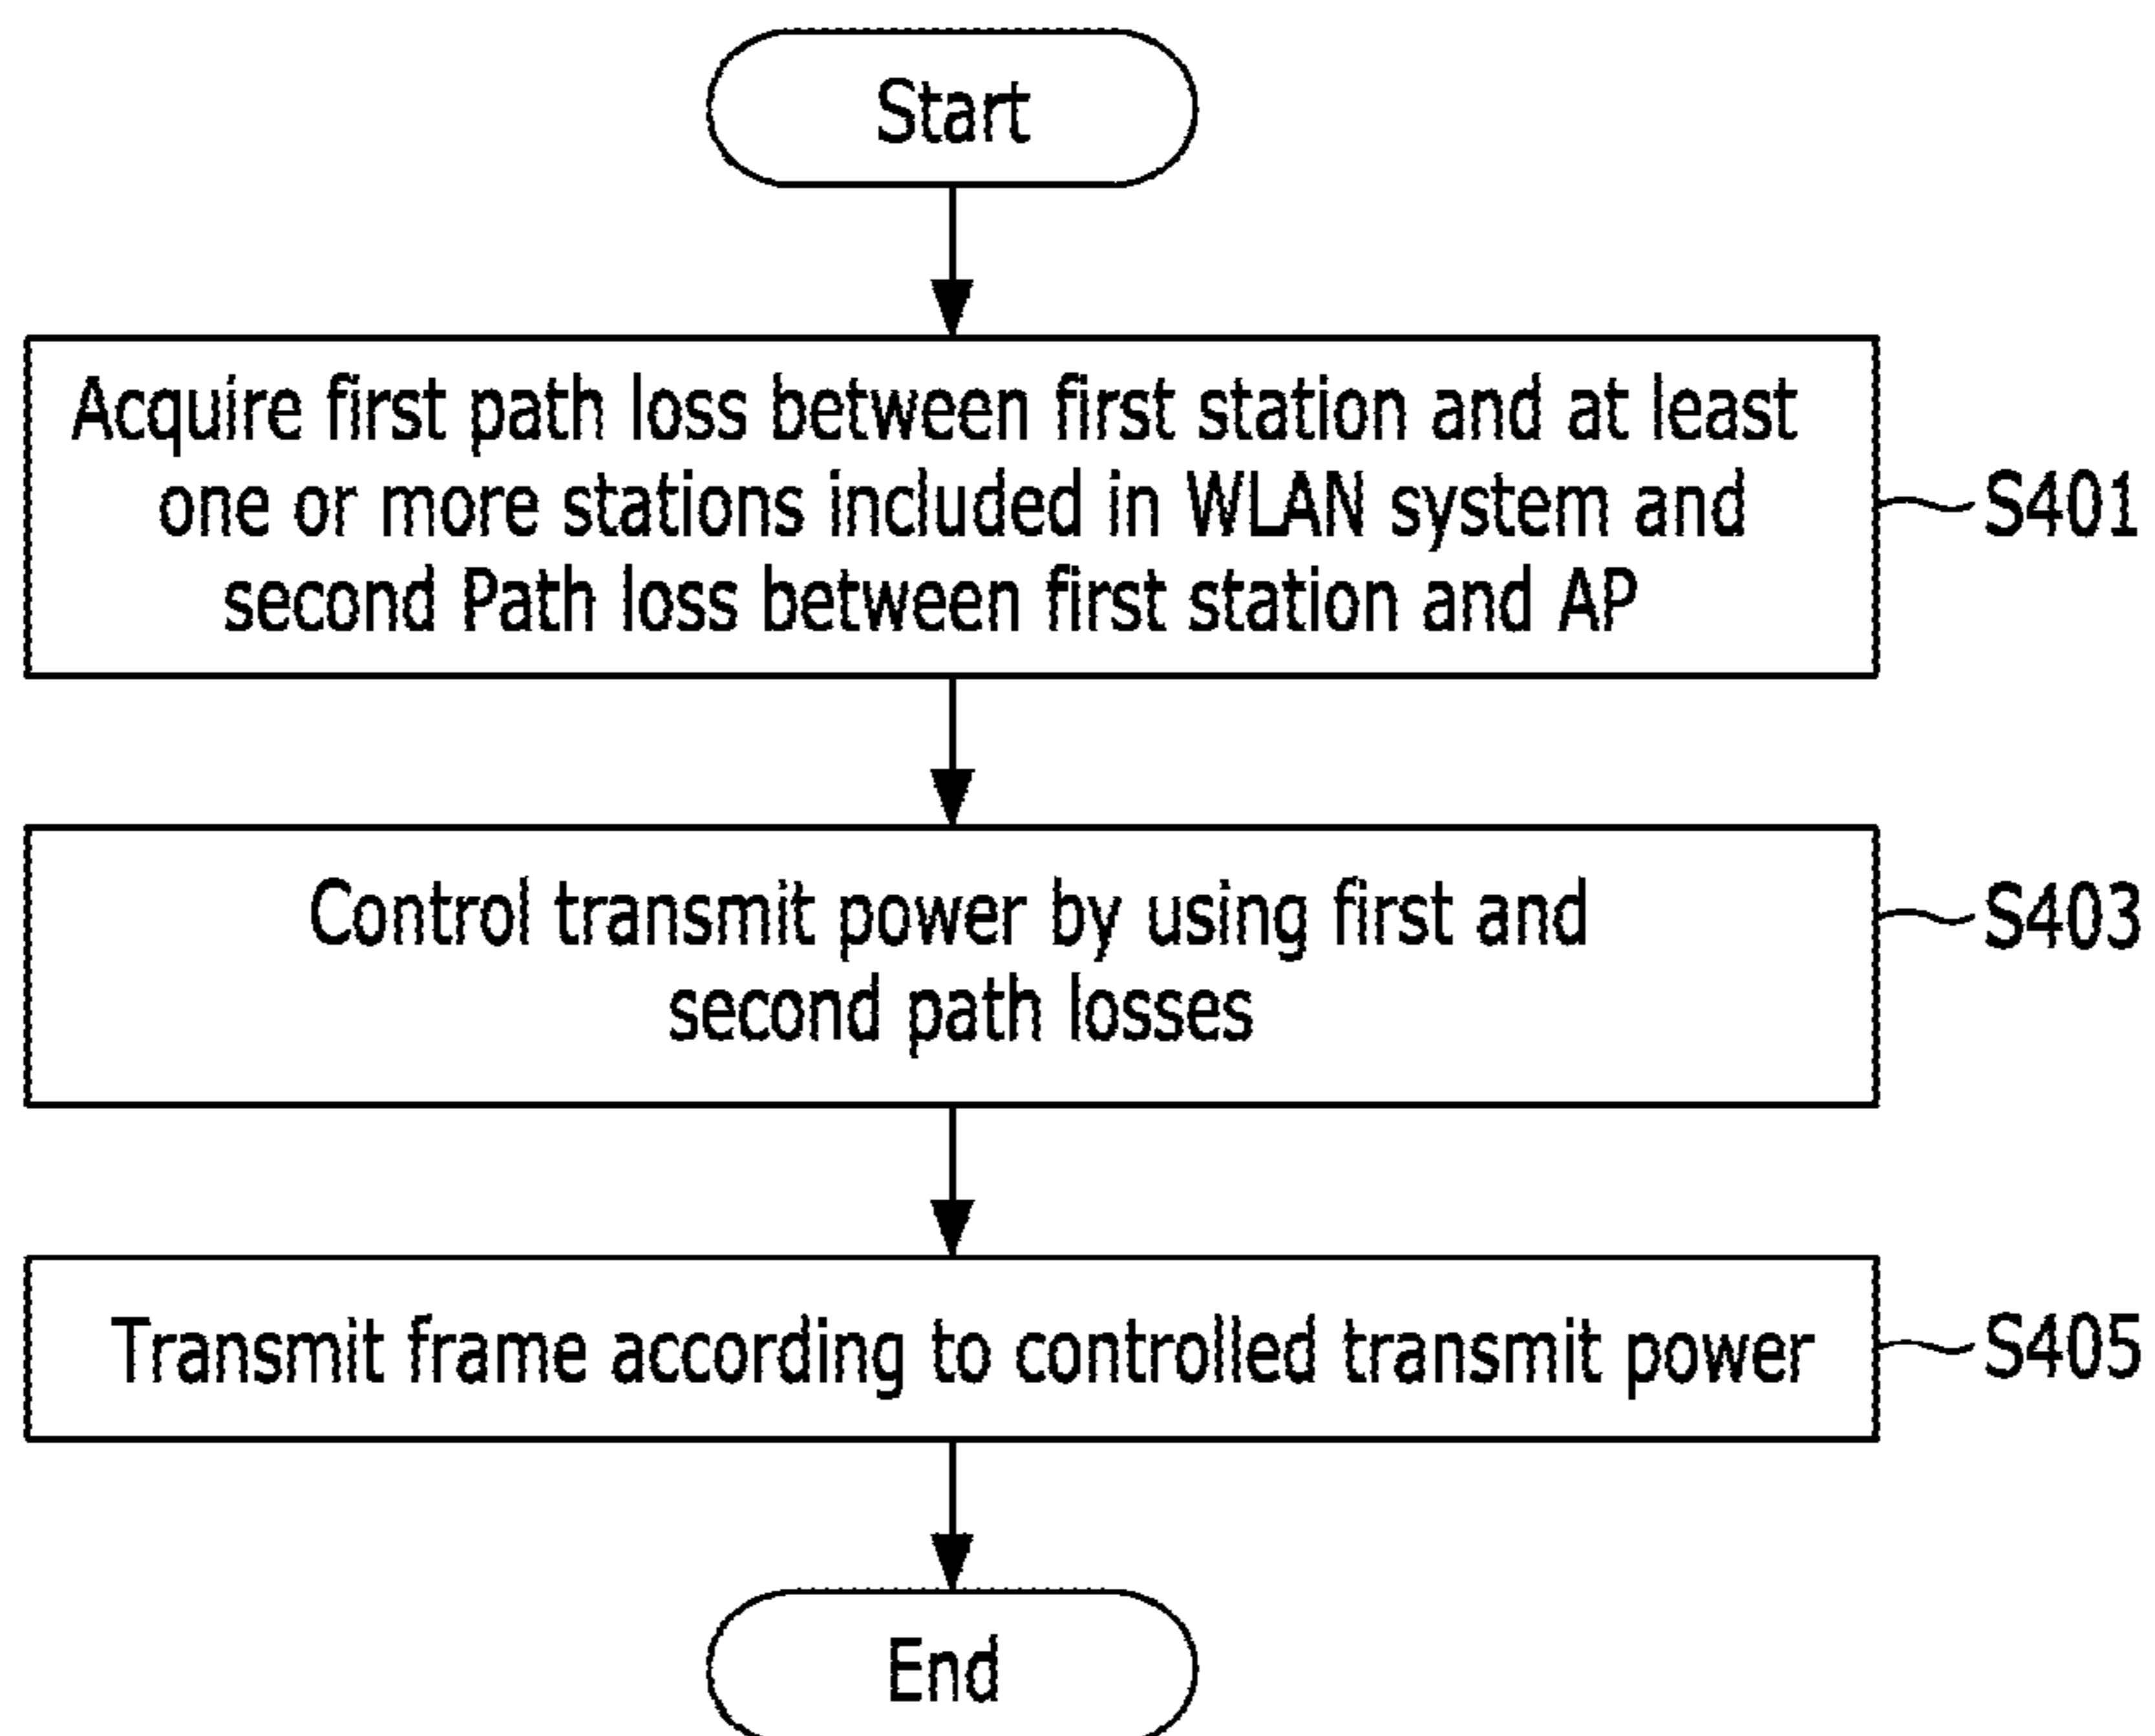 Start
Acquire first path loss between first station and at least
one or more stations included in WLAN system and
second Path loss between first station and AP
S401
Control transmit power by using first and
second path losses
S403
Transmit frame according to controlled transmit power
S405
End